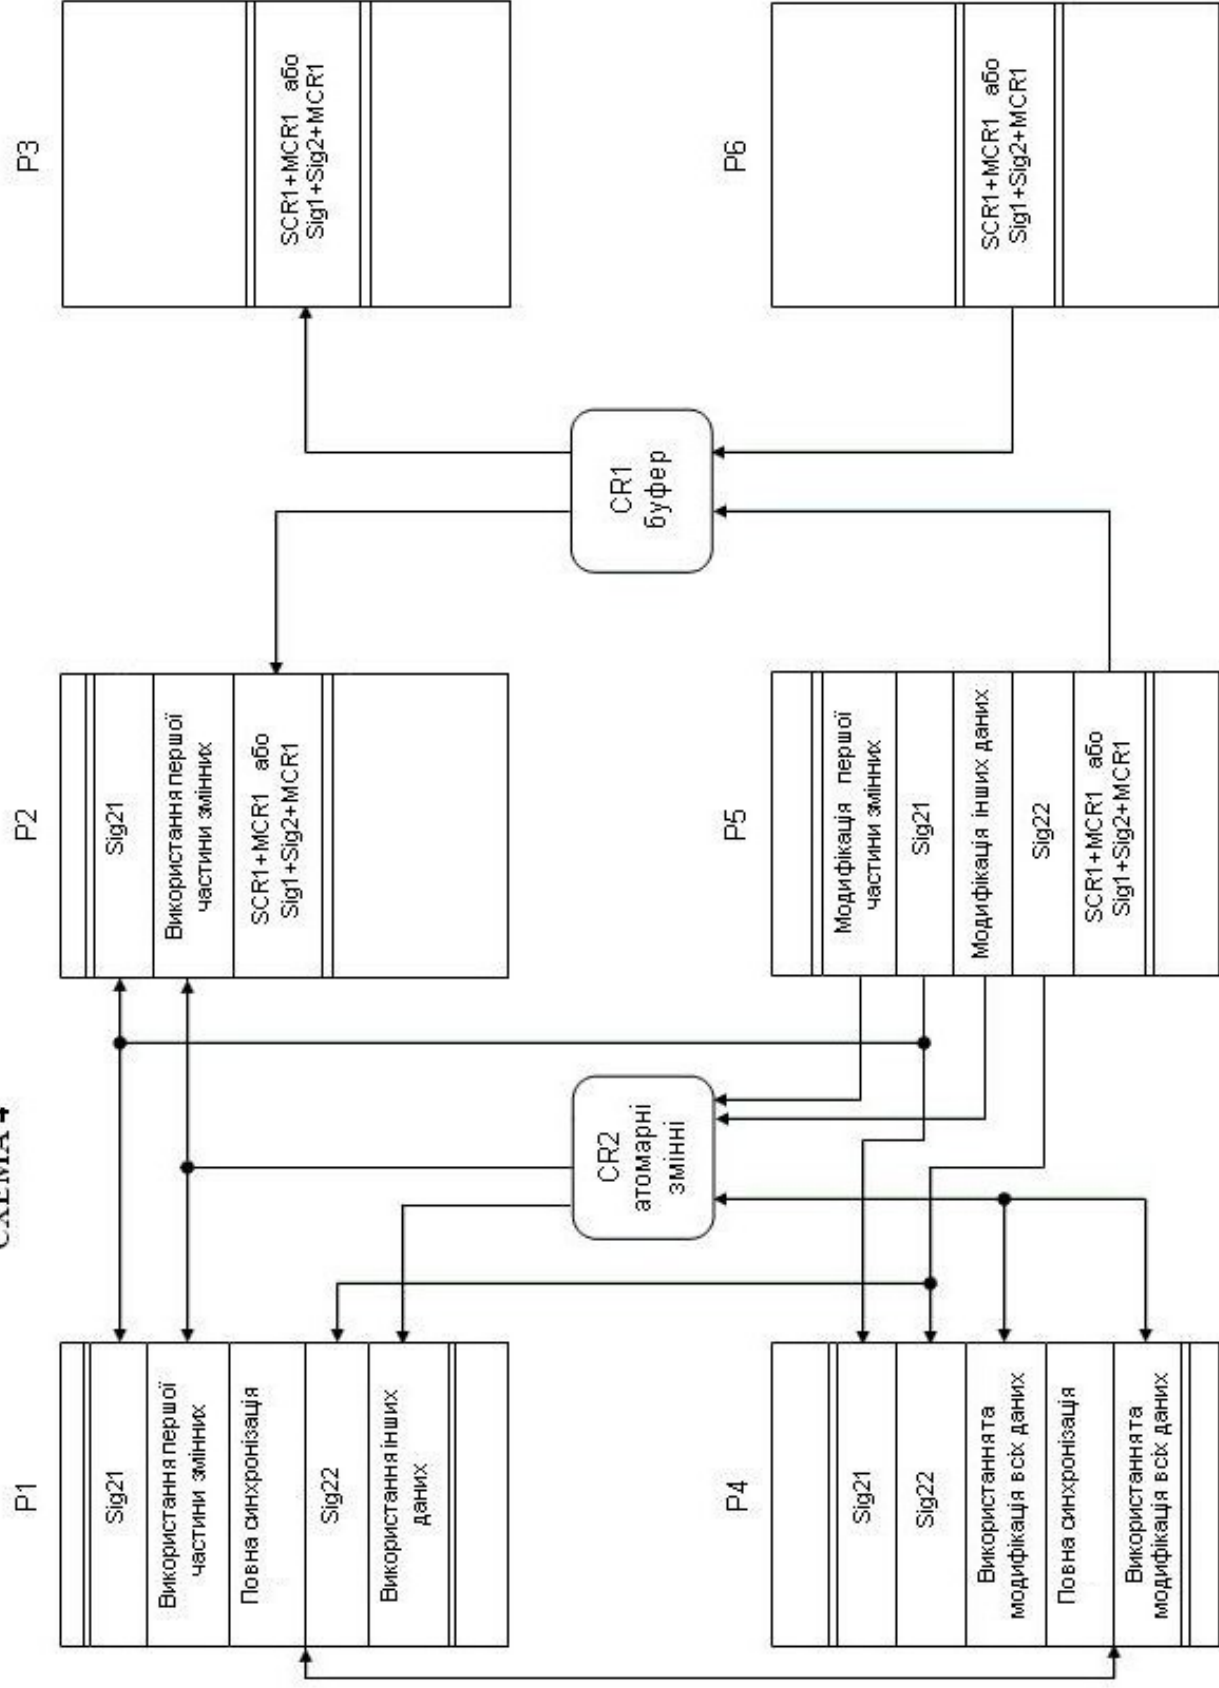 СХЕМА 4
P1
Sig21
Використання першої
частини змінних
Повна синхронізація
Sig22
Використання інших
даних
P2
Sig21
Використання першої
частини змінних
SCR1+MCR1 або
Sig1+Sig2+MCR1
P3
SCR1+MCR1 або
Sig1+Sig2+MCR1
CR2
атомарні
змінні
CR1
буфер
P4
Sig21
Sig22
Використання та
модифікація всіх даних
Повна синхронізація
Використання та
модифікація всіх даних
P5
Модифікація першої
частини змінних
Sig21
Модифікація інших даних
Sig22
SCR1+MCR1 або
Sig1+Sig2+MCR1
P6
SCR1+MCR1 або
Sig1+Sig2+MCR1